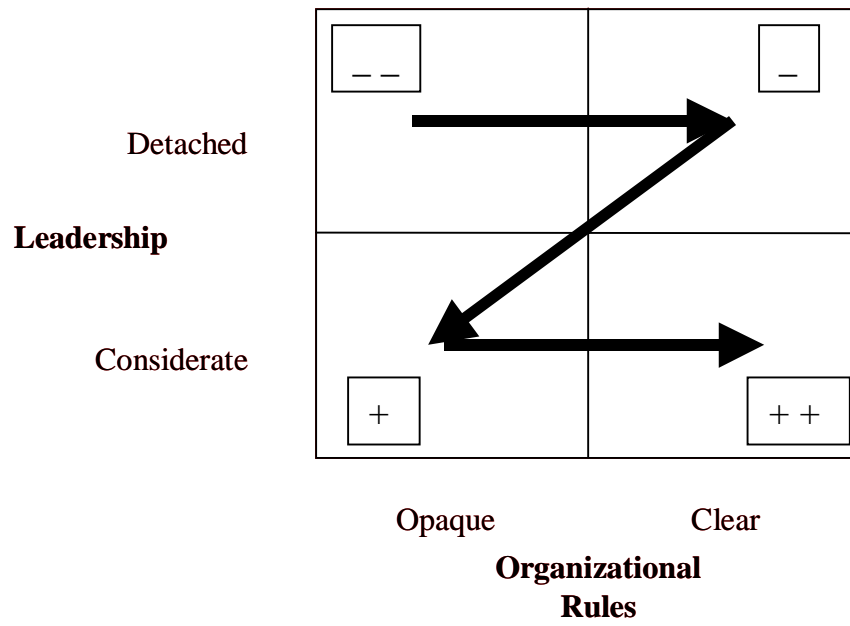 – –
–
Detached
Leadership
Considerate
+
+ +
Opaque
Clear
Organizational
Rules